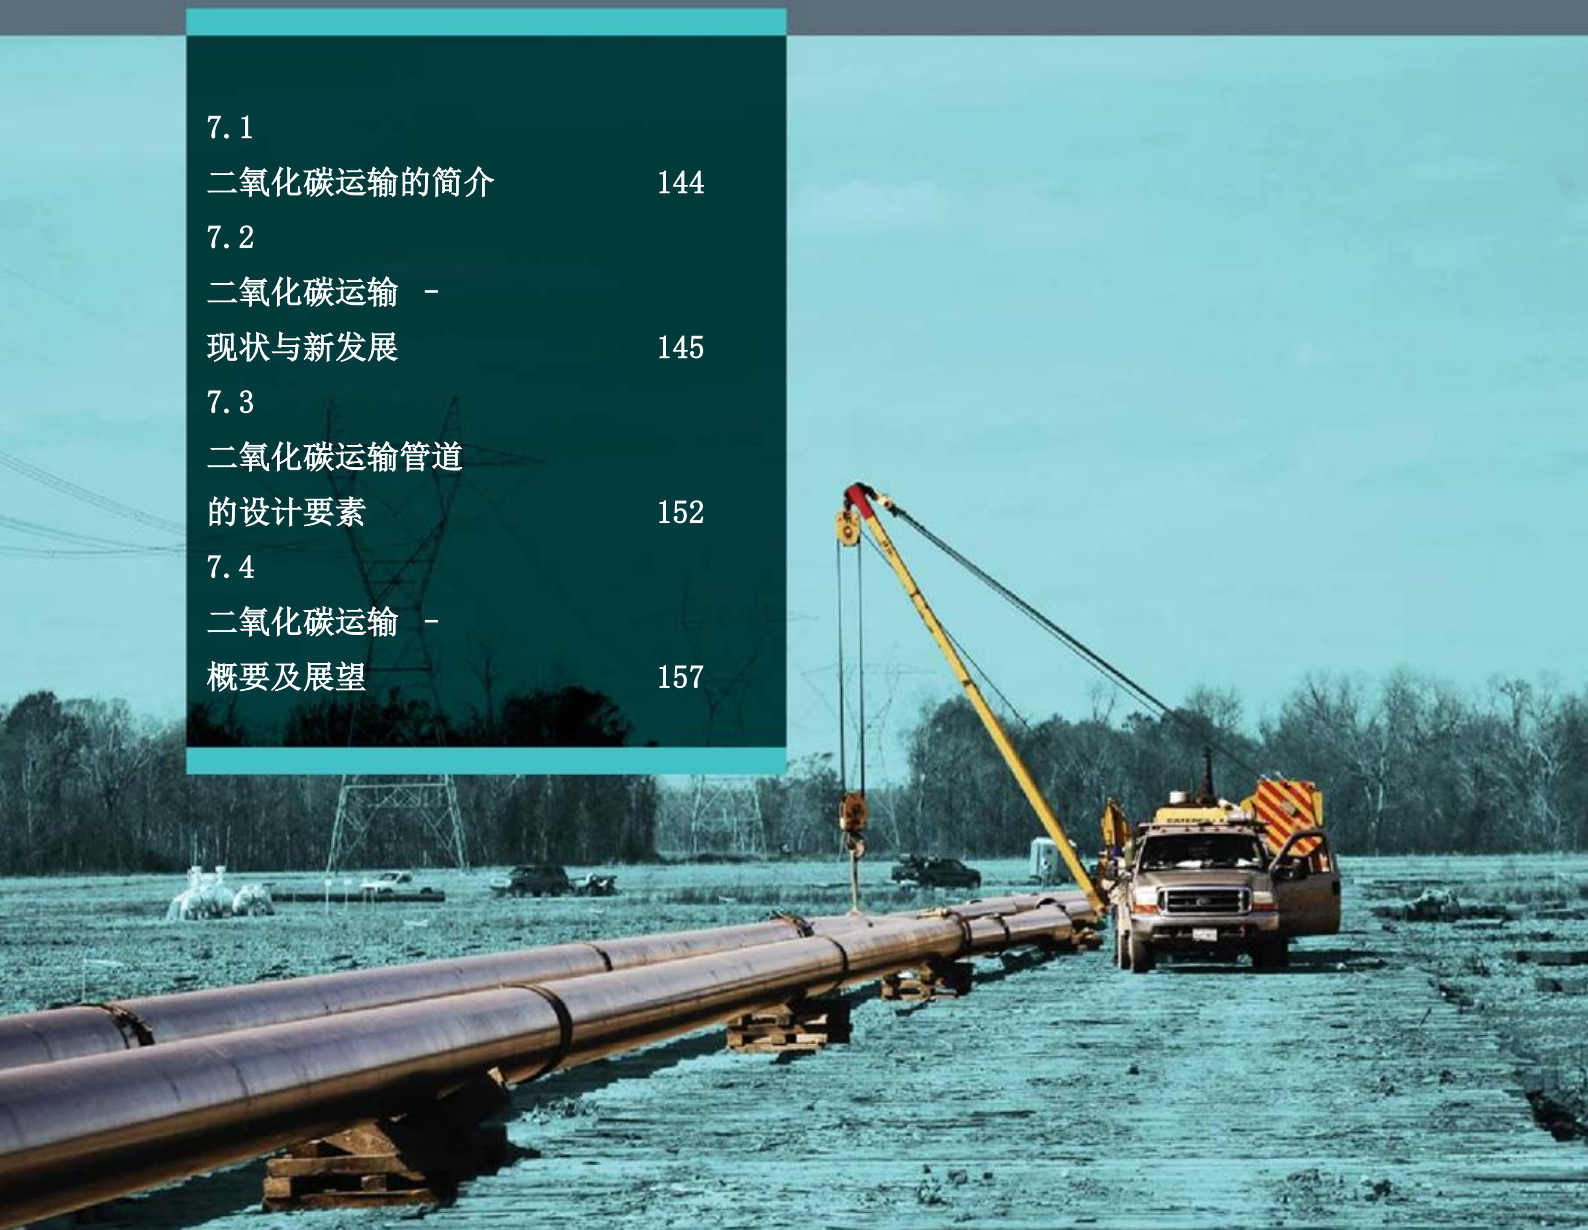 7.1
二氧化碳运输的简介 144
7.2
二氧化碳运输 -
现状与新发展 145
7.3
二氧化碳运输管道
的设计要素 152
7.4
二氧化碳运输 -
概要及展望 157